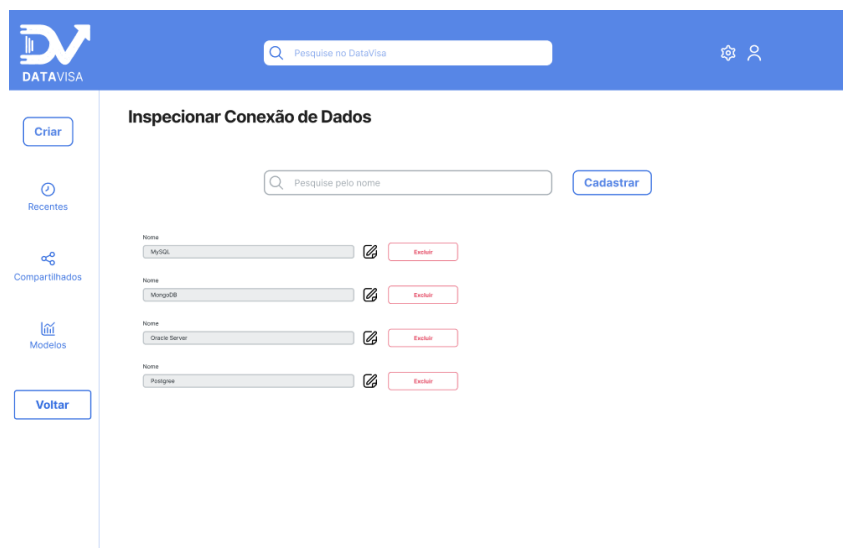 DV
DATAVISA
Pesquise no DataVisa
Inspecionar Conexão de Dados
Criar
Pesquise pelo nome
Cadastrar
Recentes
Nome
MySQL
Excluir
Compartilhados
Nome
MongoDB
Excluir
Modelos
Nome
Oracle Server
Excluir
Nome
Postgree
Excluir
Voltar